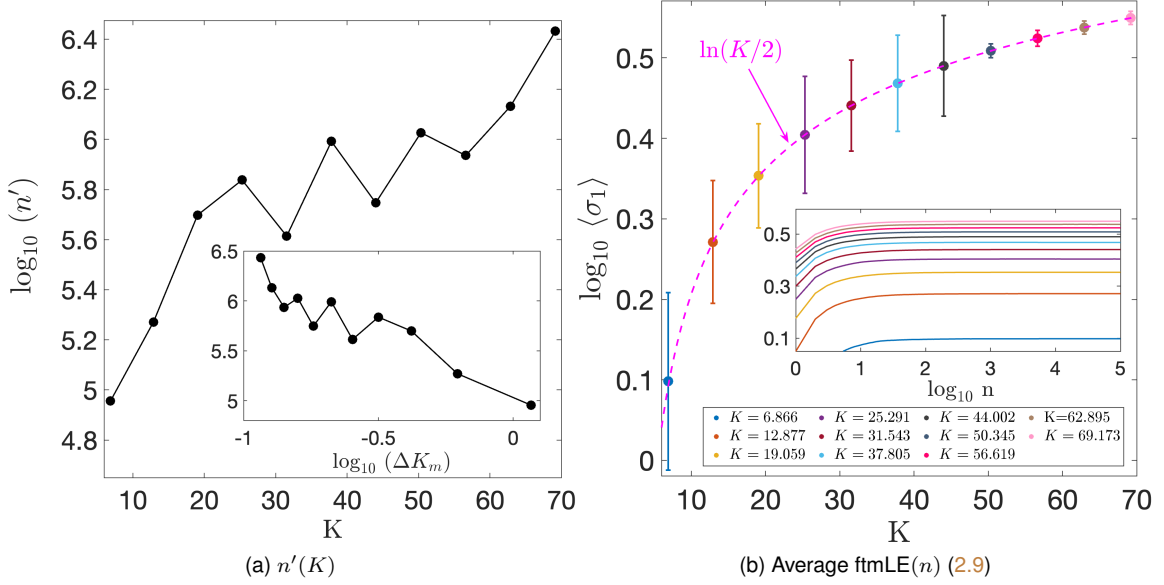 6.4
6.2
6
5.8
5.6
5.4
5.2
5
4.8
log₁₀ (n′)
10 20 30 40 50 60 70
K
6.5
6
5.5
5
-1 -0.5 0
log₁₀ (ΔKₘ)
(a) n′(K)
0.5
0.4
0.3
0.2
0.1
0
log₁₀ ⟨σ₁⟩
ln(K/2)
0.5
0.3
0.1
0 1 2 3 4 5
log₁₀ n
K = 6.866 K = 25.291 K = 44.002 K=62.895
K = 12.877 K = 31.543 K = 50.345 K = 69.173
K = 19.059 K = 37.805 K = 56.619
10 20 30 40 50 60 70
K
(b) Average ftmLE(n) (2.9)